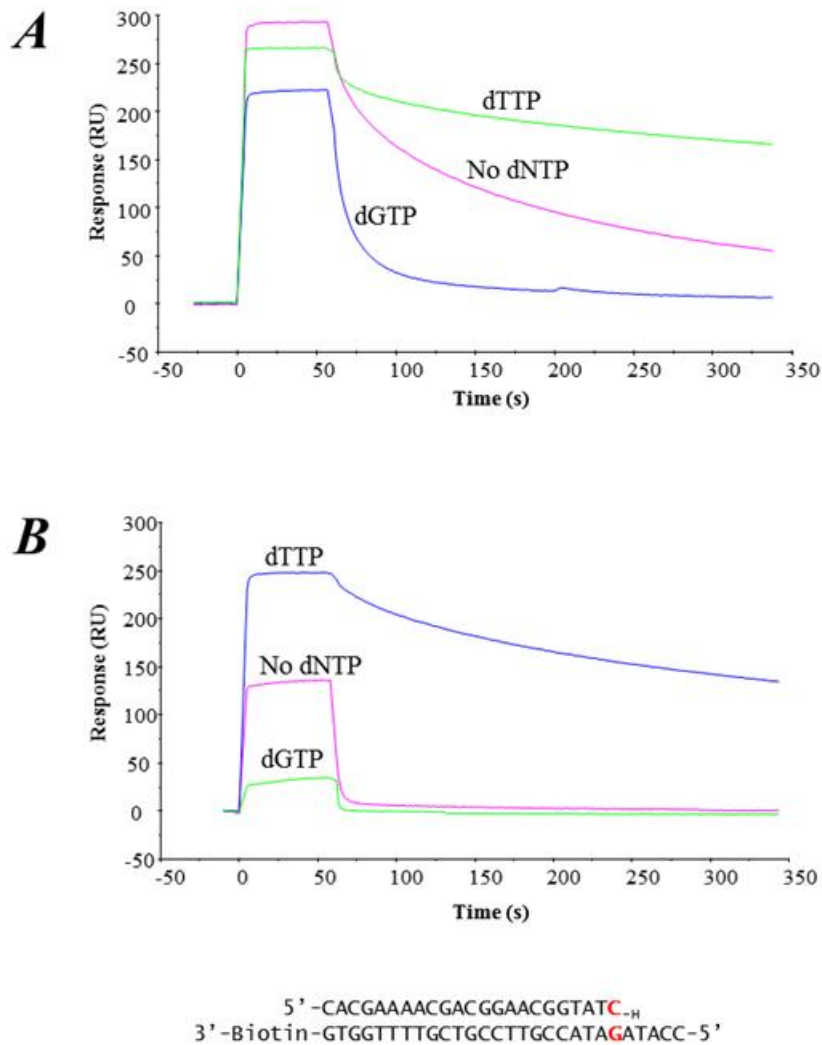 A
300
250
200
150
100
50
0
-50
Response (RU)
dTTP
No dNTP
dGTP
-50 0 50 100 150 200 250 300 350
Time (s)
B
300
250
200
150
100
50
0
-50
Response (RU)
dTTP
No dNTP
dGTP
-50 0 50 100 150 200 250 300 350
Time (s)
5’-CACGAAAACGACGGAACGGTATC-H
3’-Biotin-GTGGTTTTGCTGCCTTGCCATAGATACC-5’